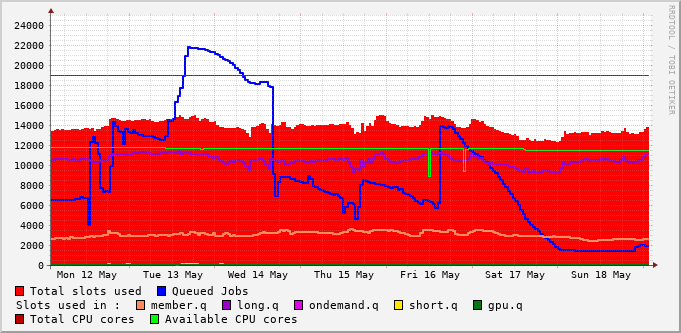 RRDTOOL / TOBI OETIKER
24000
22000
20000
18000
16000
14000
12000
10000
8000
6000
4000
2000
0
Mon 12 May Tue 13 May Wed 14 May Thu 15 May Fri 16 May Sat 17 May Sun 18 May
Total slots used Queued Jobs
Slots used in : member.q long.q ondemand.q short.q gpu.q
Total CPU cores Available CPU cores